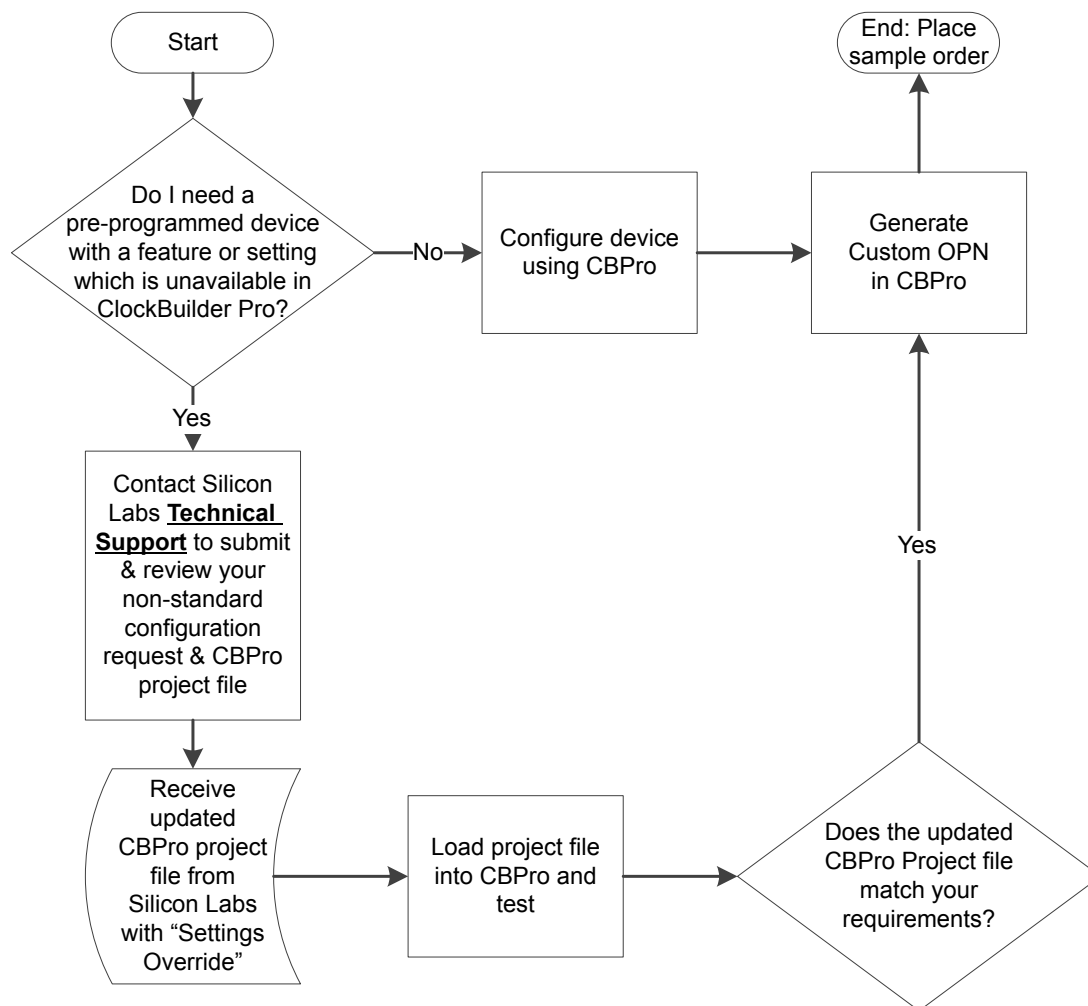 Start
End: Place
sample order
Do I need a
pre-programmed device
with a feature or setting
which is unavailable in
ClockBuilder Pro?
No
Configure device
using CBPro
Generate
Custom OPN
in CBPro
Yes
Contact Silicon
Labs Technical
Support to submit
& review your
non-standard
configuration
request & CBPro
project file
Yes
Receive
updated
CBPro project
file from
Silicon Labs
with “Settings
Override”
Load project file
into CBPro and
test
Does the updated
CBPro Project file
match your
requirements?